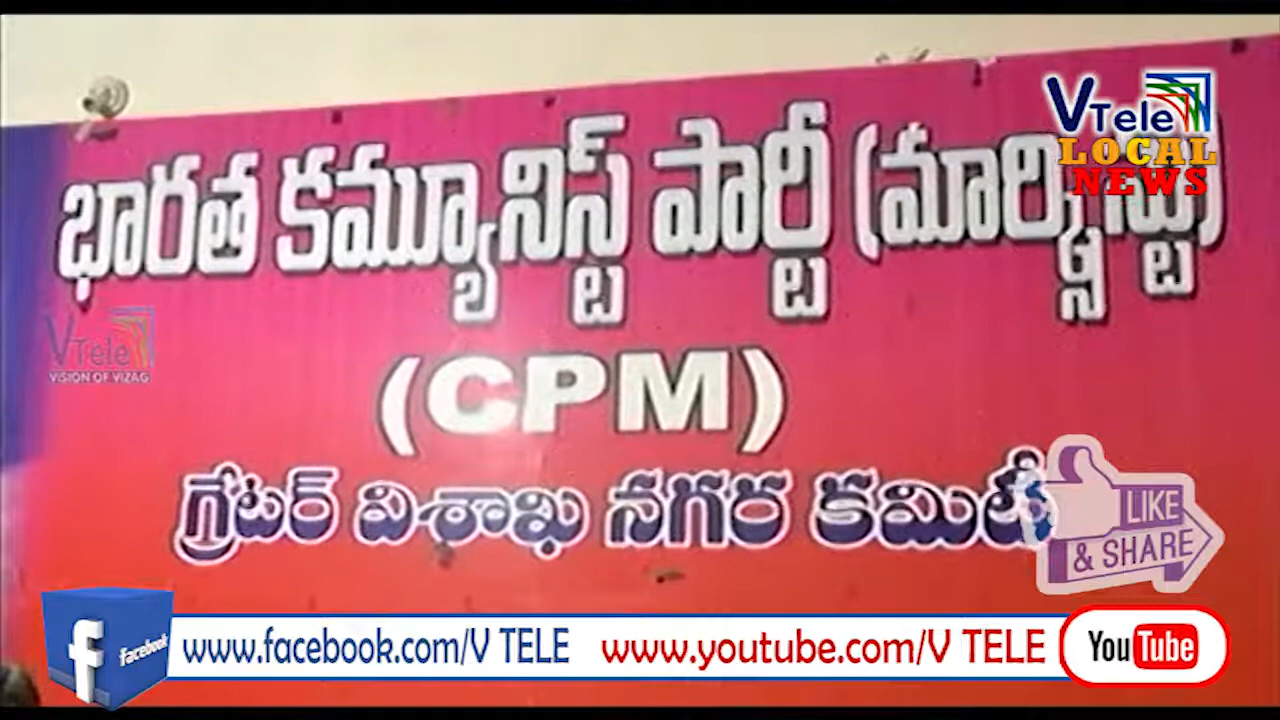 VTele
LOCAL
NEWS
భారత కమ్యూనిస్ట్ పార్టీ (మార్క్సిస్టు)
VTele
VISION OF VIZAG
(CPM)
గ్రేటర్ విశాఖ నగర కమిటీ
LIKE
& SHARE
facebook
www.facebook.com/V TELE www.youtube.com/V TELE
YouTube